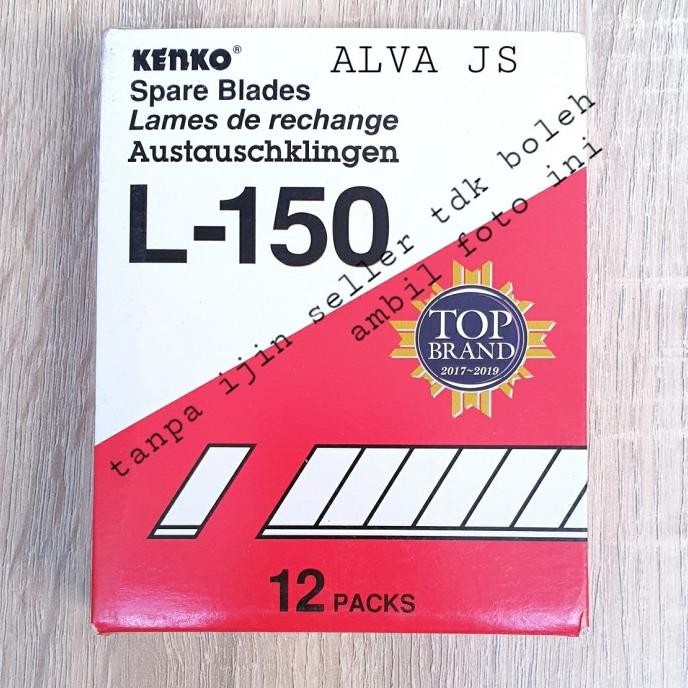 KENKO®
ALVA JS
Spare Blades
Lames de rechange
Austauschklingen
L-150
tanpa ijin seller tdk boleh
ambil foto ini
TOP
BRAND
2017~2019
12 PACKS